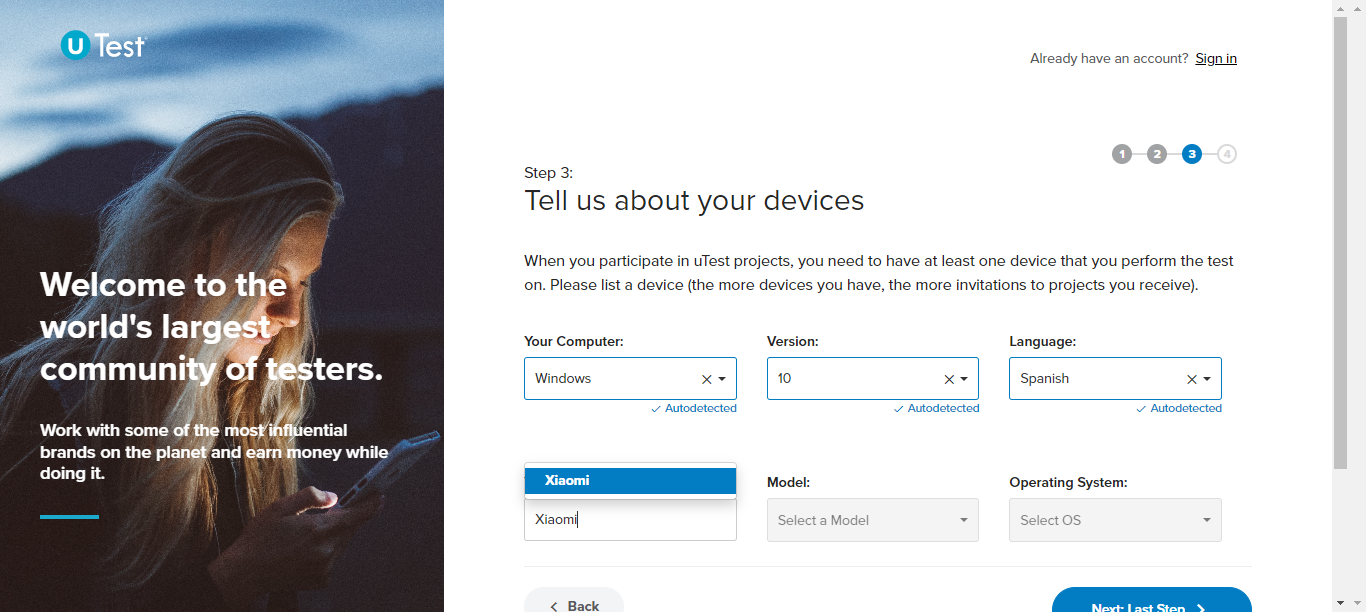 u Test
Already have an account? Sign in
1 2 3 4
Step 3:
Tell us about your devices
When you participate in uTest projects, you need to have at least one device that you perform the test
on. Please list a device (the more devices you have, the more invitations to projects you receive).
Welcome to the
world's largest
community of testers.
Work with some of the most influential
brands on the planet and earn money while
doing it.
Your Computer: Version: Language:
Windows 10 Spanish
Autodetected Autodetected Autodetected
Xiaomi Model: Operating System:
Xiaomi Select a Model Select OS
Back Next: Last Step